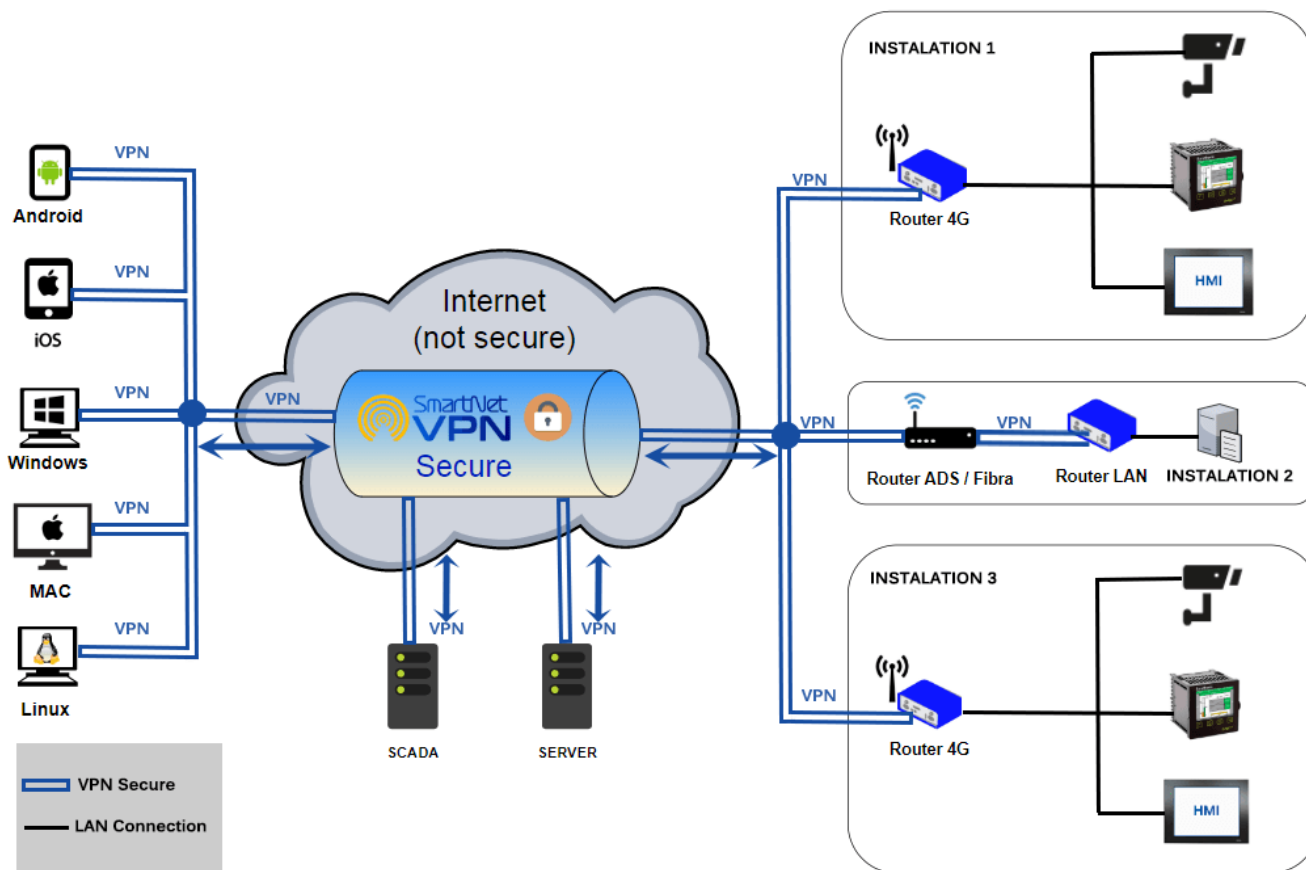 INSTALATION 1
VPN
Android
VPN
iOS
VPN
Windows
VPN
MAC
VPN
Linux
VPN
Internet
(not secure)
SmartNet
VPN
Secure
VPN
VPN
SCADA
SERVER
VPN
Router 4G
HMI
VPN
VPN
Router ADS / Fibra
Router LAN
INSTALATION 2
INSTALATION 3
VPN
Router 4G
HMI
VPN Secure
LAN Connection